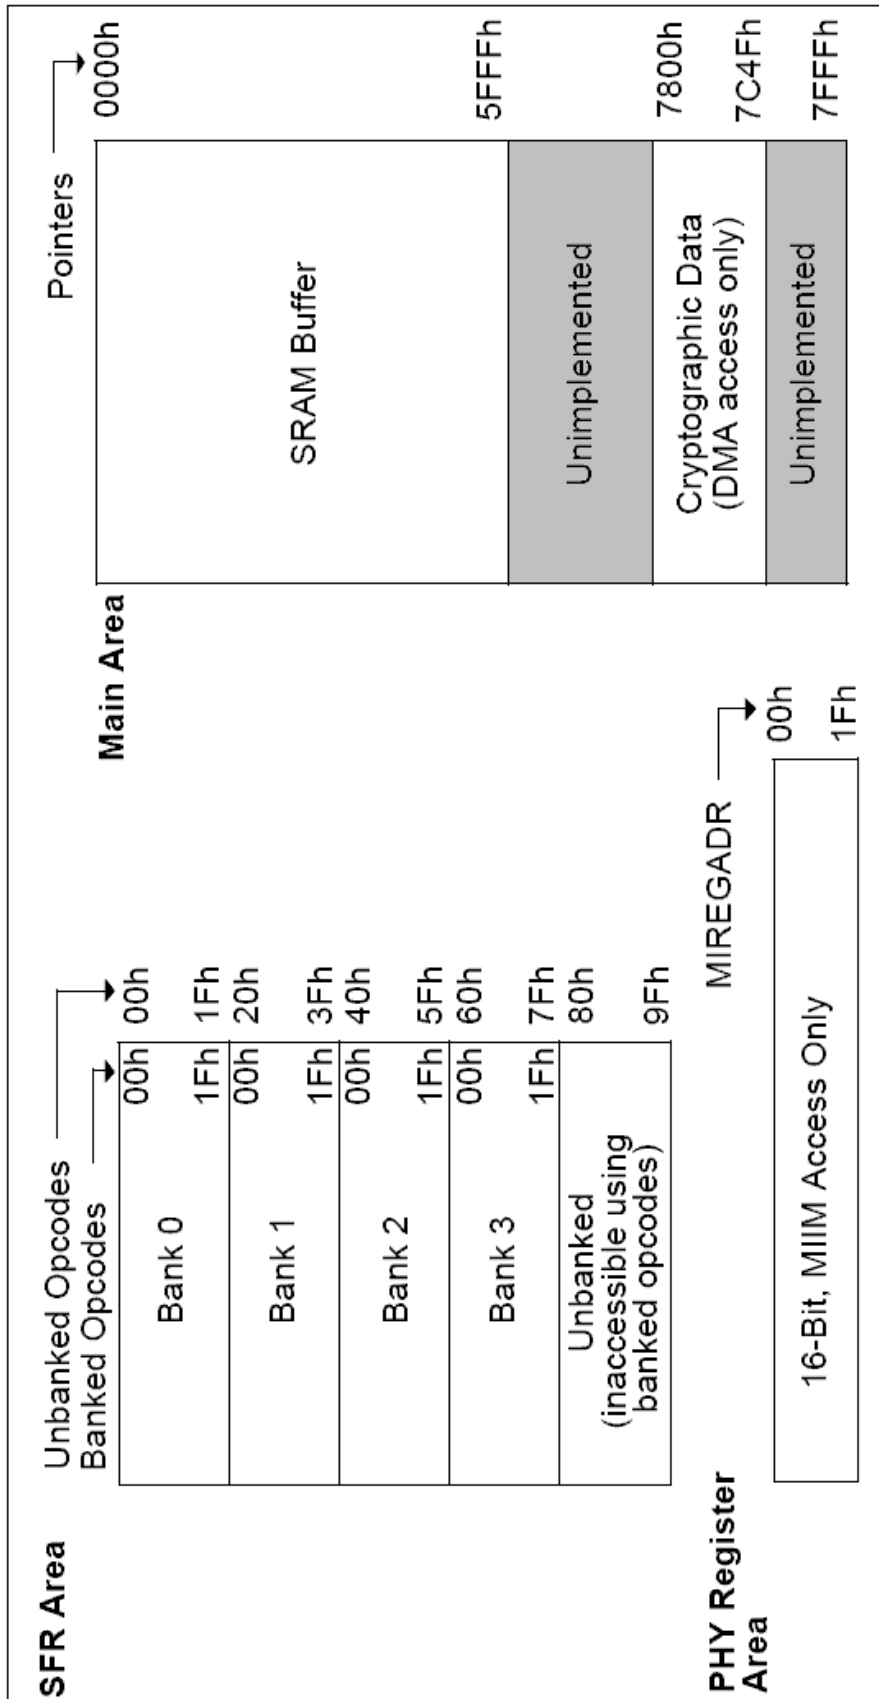 SFR Area
Unbanked Opcodes
Banked Opcodes
Bank 0
00h
00h
1Fh
1Fh
Bank 1
00h
20h
1Fh
3Fh
Bank 2
00h
40h
1Fh
5Fh
Bank 3
00h
60h
1Fh
7Fh
Unbanked
(inaccessible using
banked opcodes)
80h
9Fh
Main Area
Pointers
0000h
SRAM Buffer
5FFFh
Unimplemented
7800h
Cryptographic Data
(DMA access only)
7C4Fh
Unimplemented
7FFFh
PHY Register
Area
MIREGADR
16-Bit, MIIM Access Only
00h
1Fh